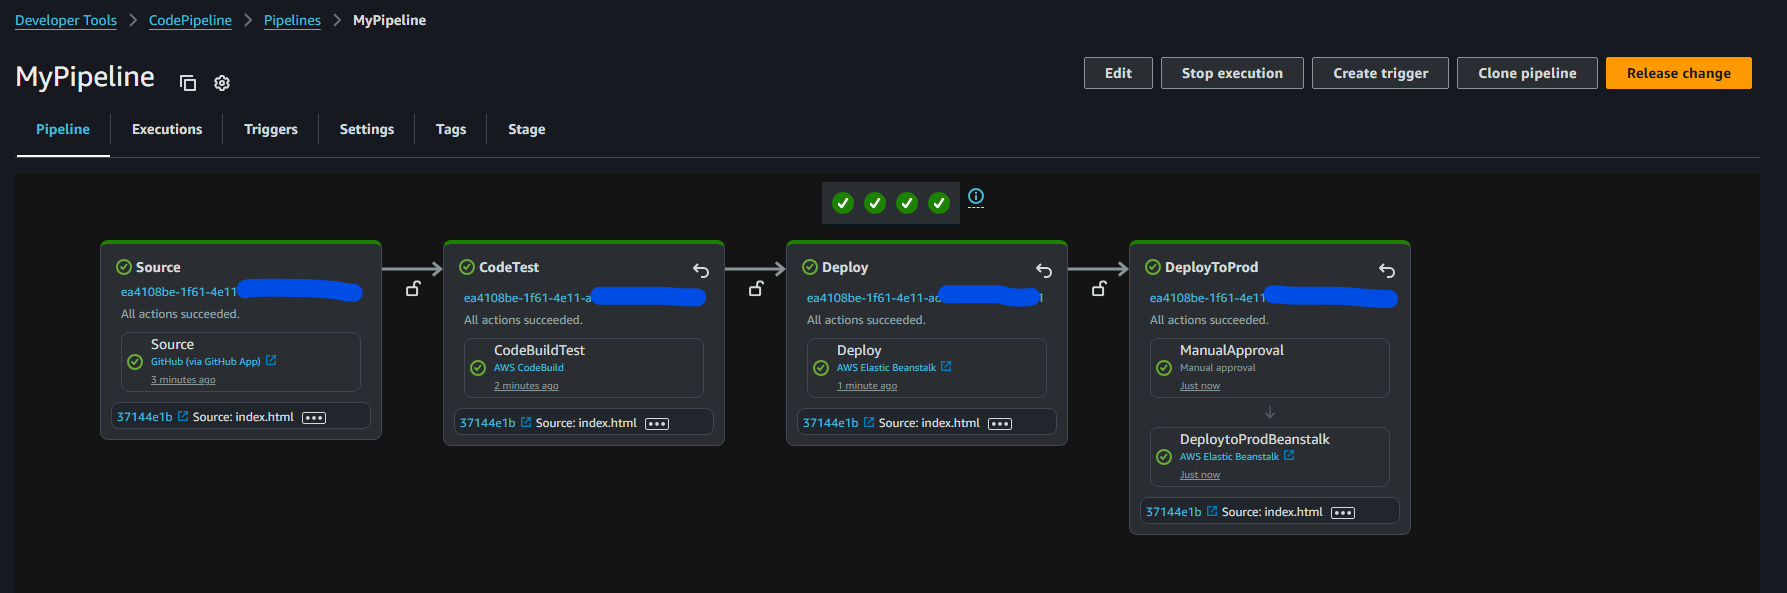 Developer Tools > CodePipeline > Pipelines > MyPipeline
MyPipeline
Edit
Stop execution
Create trigger
Clone pipeline
Release change
Pipeline
Executions
Triggers
Settings
Tags
Stage
Source
ea4108be-1f61-4e11
All actions succeeded.
Source
GitHub (via GitHub App)
3 minutes ago
37144e1b Source: index.html
CodeTest
ea4108be-1f61-4e11-a
All actions succeeded.
CodeBuildTest
AWS CodeBuild
2 minutes ago
37144e1b Source: index.html
Deploy
ea4108be-1f61-4e11-ad
All actions succeeded.
Deploy
AWS Elastic Beanstalk
1 minute ago
37144e1b Source: index.html
DeployToProd
ea4108be-1f61-4e11
All actions succeeded.
ManualApproval
Manual approval
Just now
DeploytoProdBeanstalk
AWS Elastic Beanstalk
Just now
37144e1b Source: index.html